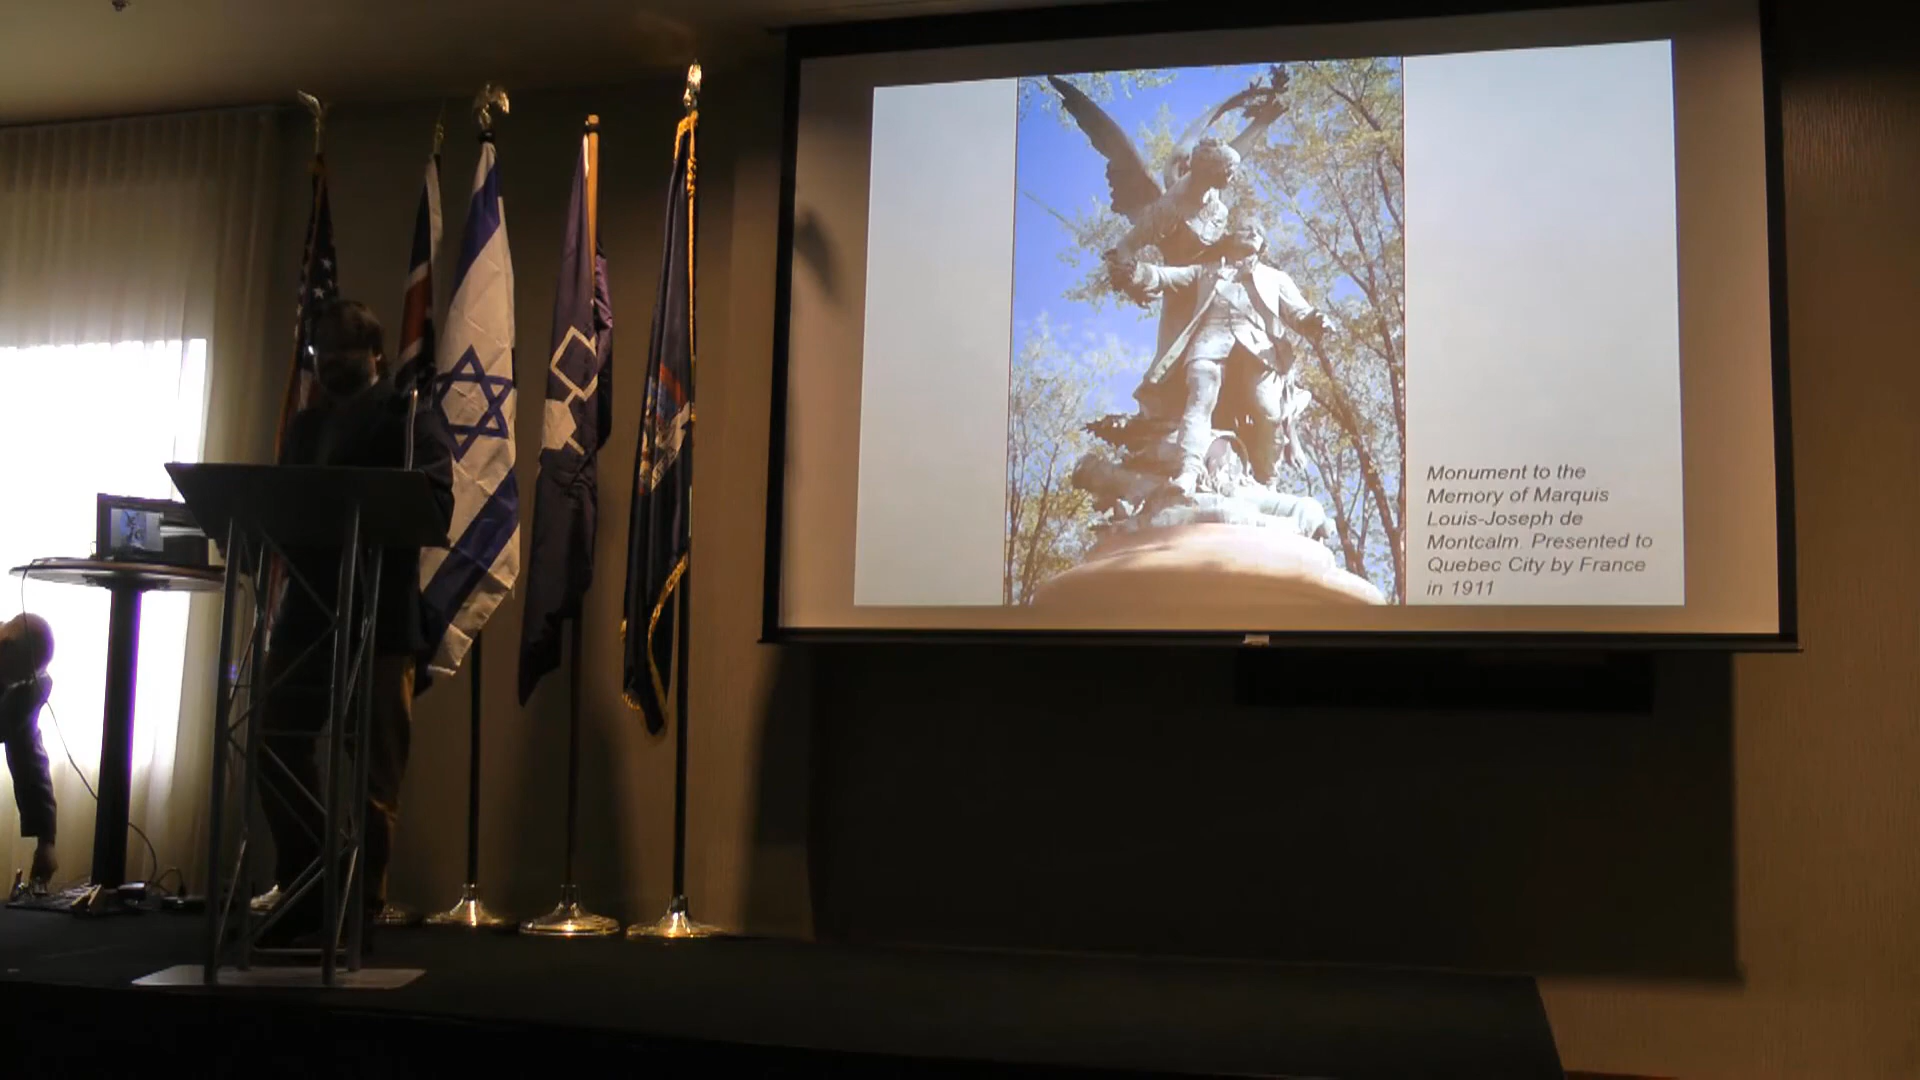 Monument to the
Memory of Marquis
Louis-Joseph de
Montcalm. Presented to
Quebec City by France
in 1911